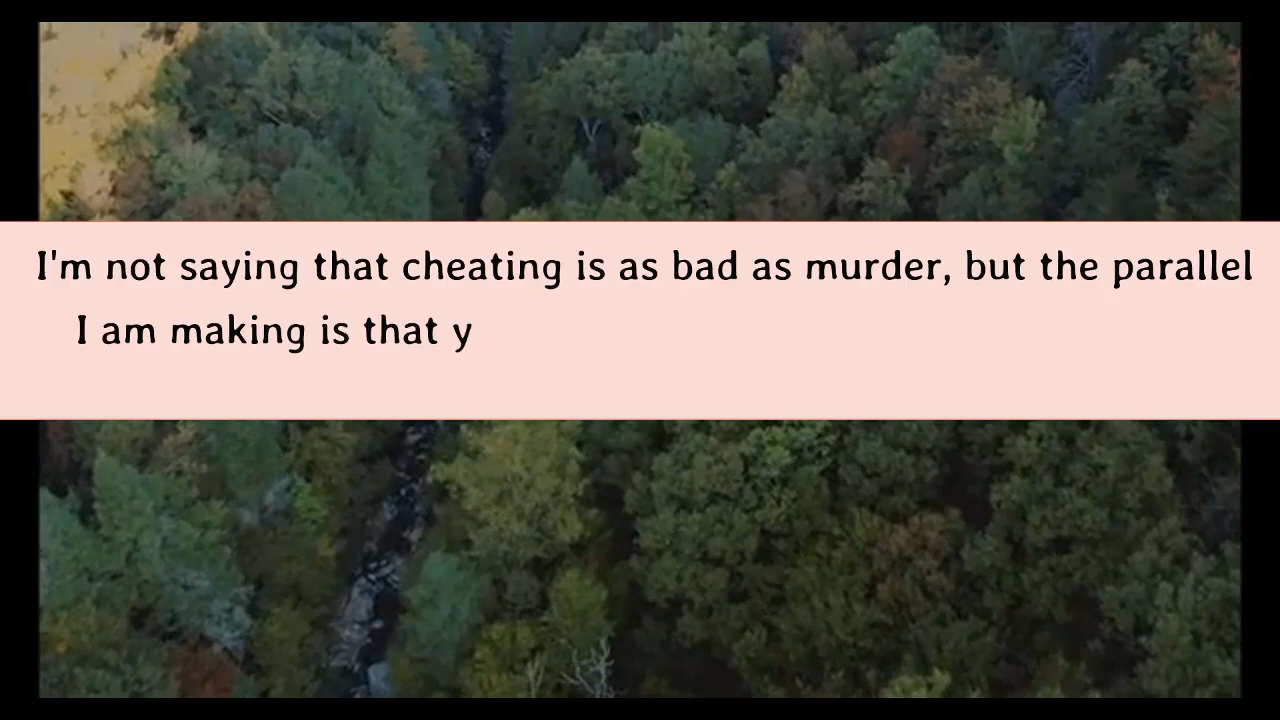 I'm not saying that cheating is as bad as murder, but the parallel
I am making is that y